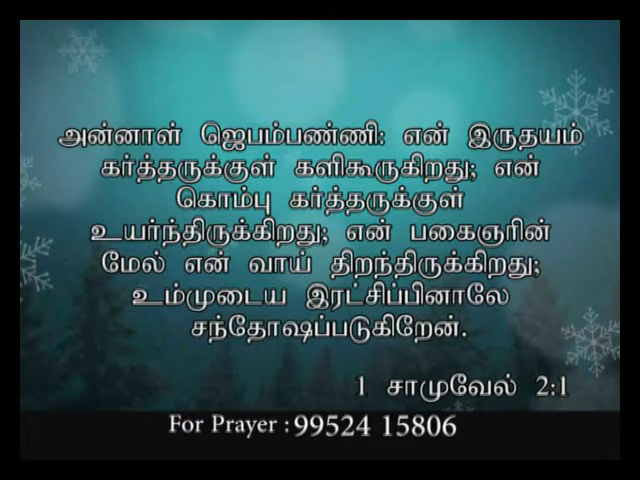 அன்னாள் ஜெபம்பண்ணி: என் இருதயம்
கர்த்தருக்குள் களிகூருகிறது; என்
கொம்பு கர்த்தருக்குள்
உயர்ந்திருக்கிறது; என் பகைஞரின்
மேல் என் வாய் திறந்திருக்கிறது;
உம்முடைய இரட்சிப்பினாலே
சந்தோஷப்படுகிறேன்.
1 சாமுவேல் 2:1
For Prayer : 99524 15806